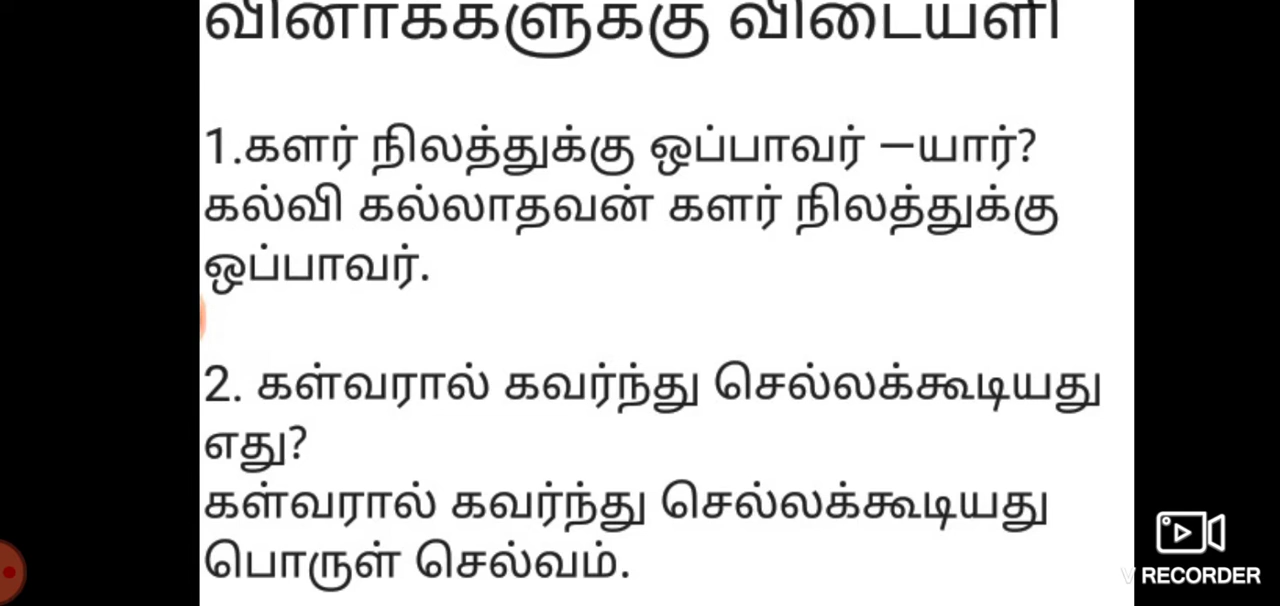 வினாக்களுக்கு விடையளி
1.களர் நிலத்துக்கு ஒப்பாவர் –யார்?
கல்வி கல்லாதவன் களர் நிலத்துக்கு
ஒப்பாவர்.
2. கள்வரால் கவர்ந்து செல்லக்கூடியது
எது?
கள்வரால் கவர்ந்து செல்லக்கூடியது
பொருள் செல்வம்.
V RECORDER